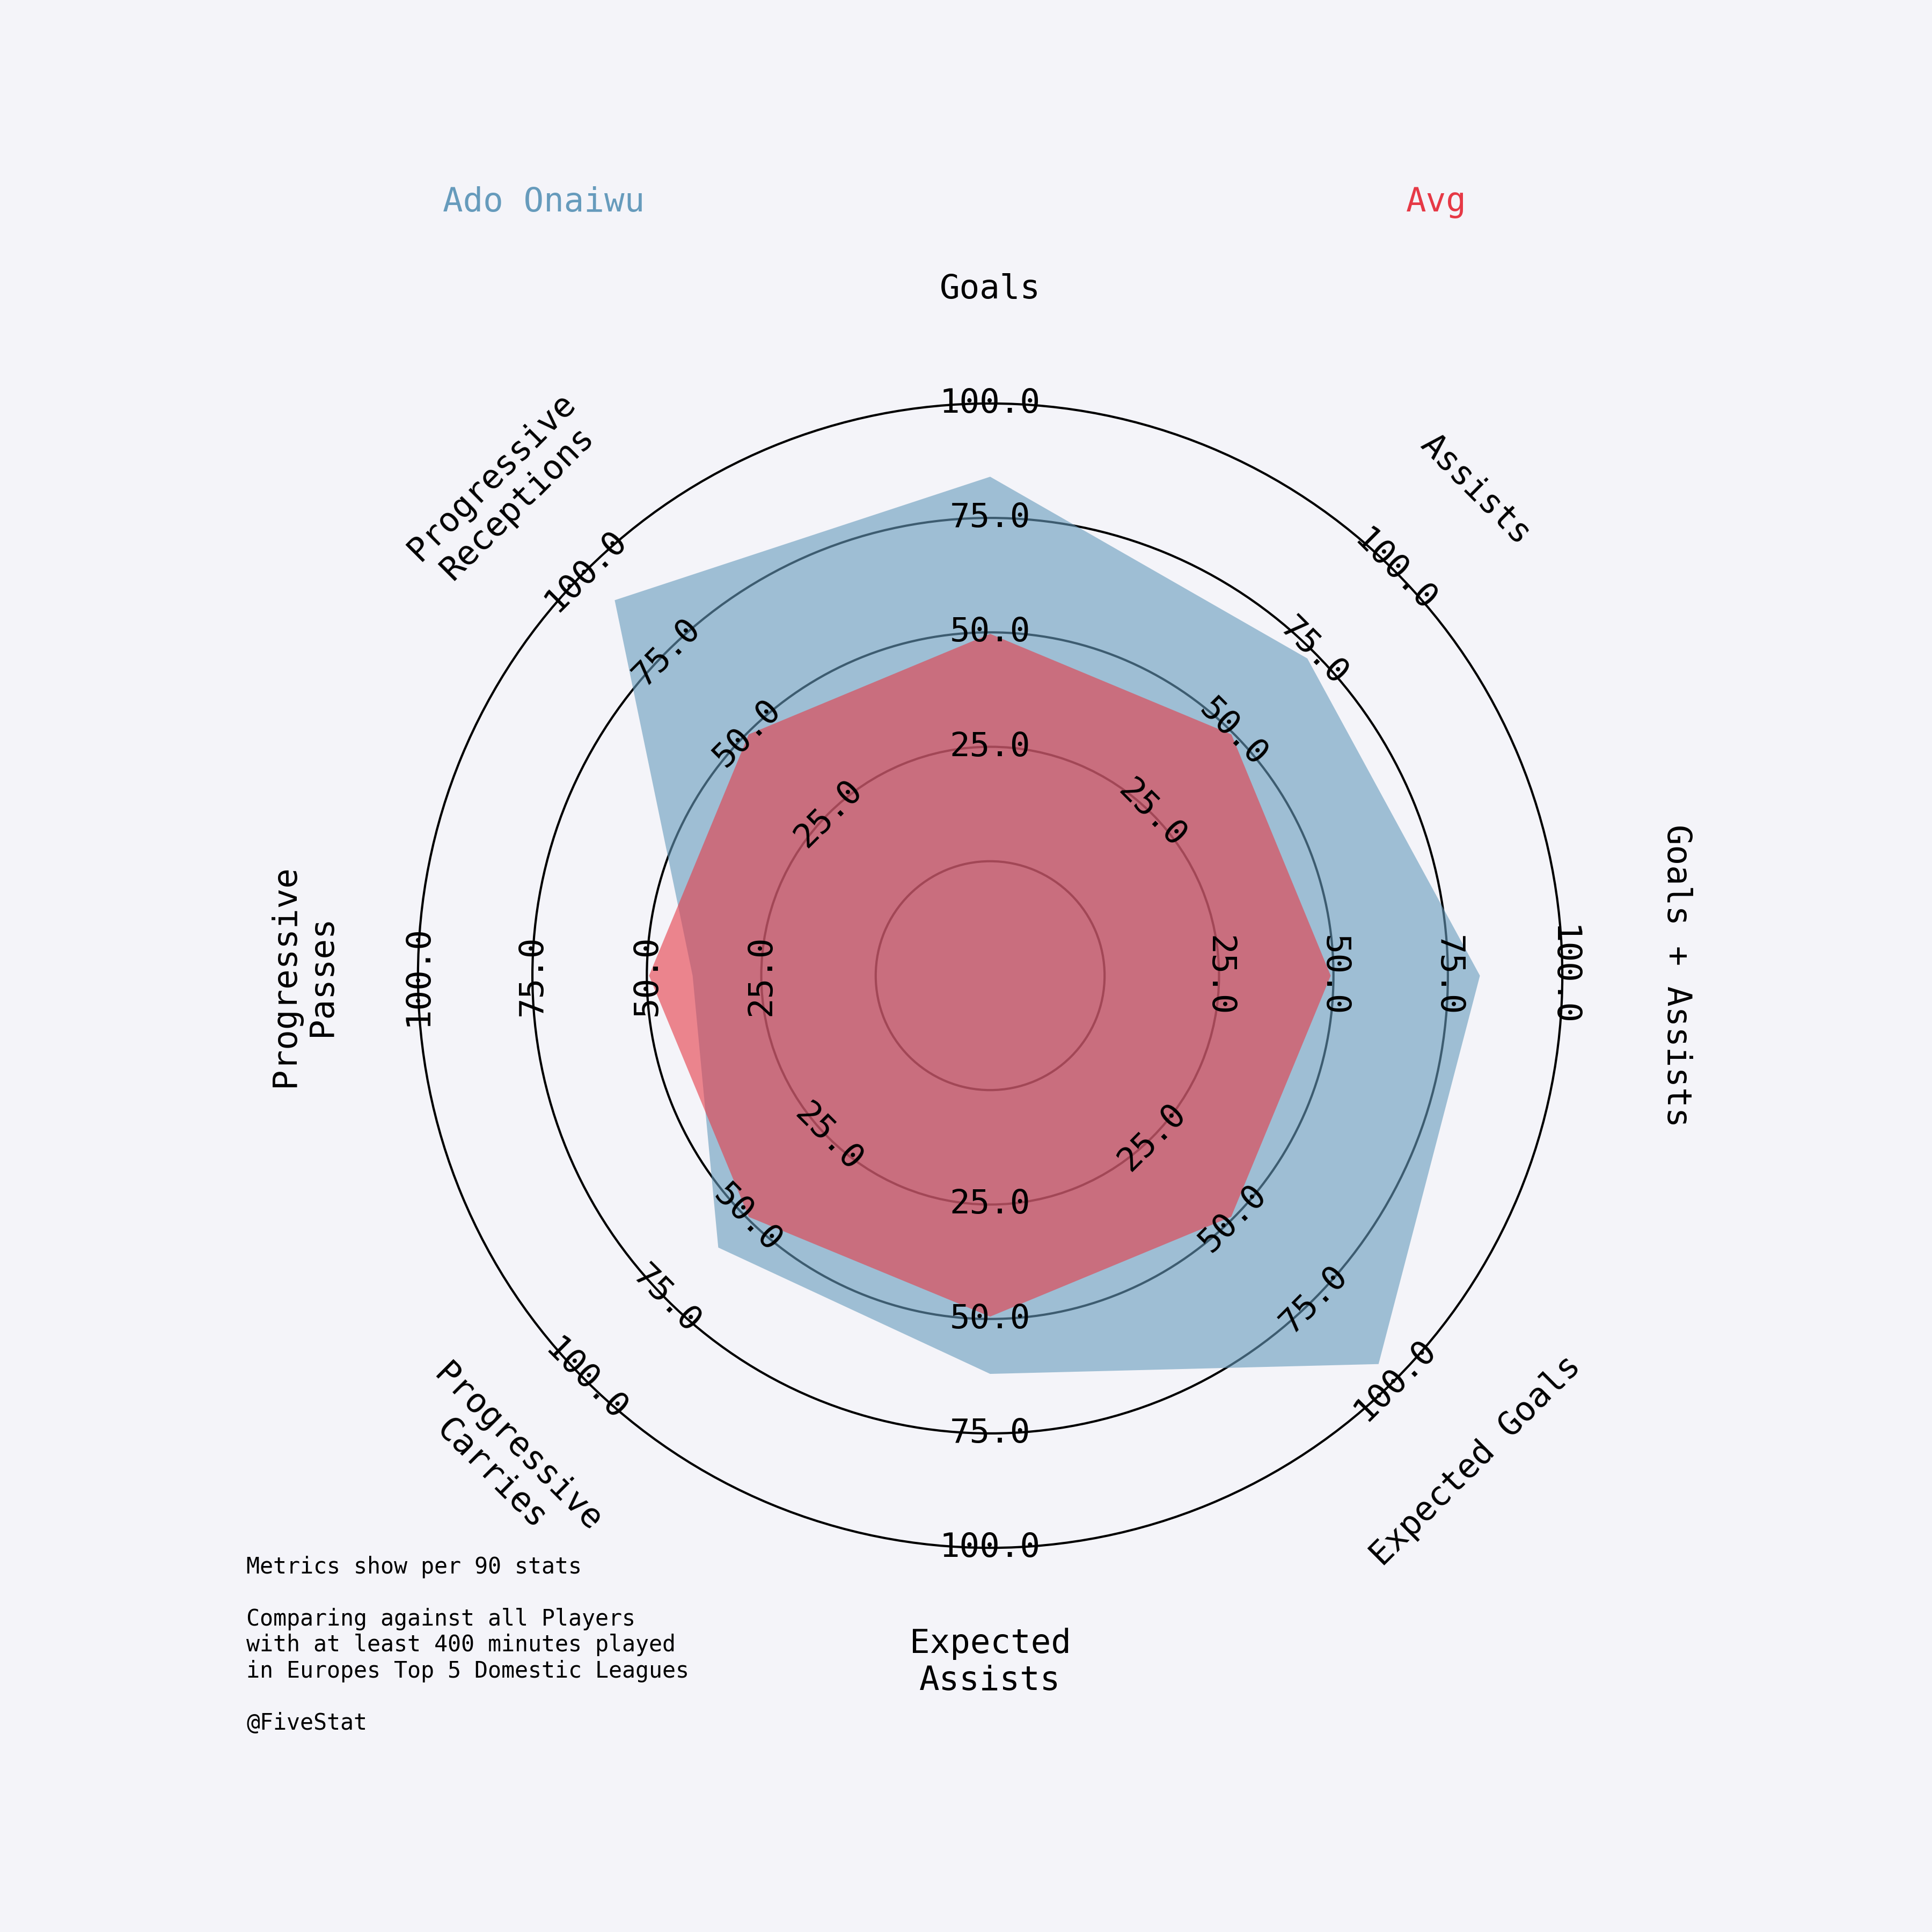 Ado Onaiwu
Avg
Goals
Assists
Goals + Assists
Expected Goals
Expected
Assists
Progressive
Carries
Progressive
Passes
Progressive
Receptions
25.0
50.0
75.0
100.0
25.0
50.0
75.0
100.0
25.0
50.0
75.0
100.0
25.0
50.0
75.0
100.0
25.0
50.0
75.0
100.0
25.0
50.0
75.0
100.0
25.0
50.0
75.0
100.0
25.0
50.0
75.0
100.0
Metrics show per 90 stats
Comparing against all Players
with at least 400 minutes played
in Europes Top 5 Domestic Leagues
@FiveStat